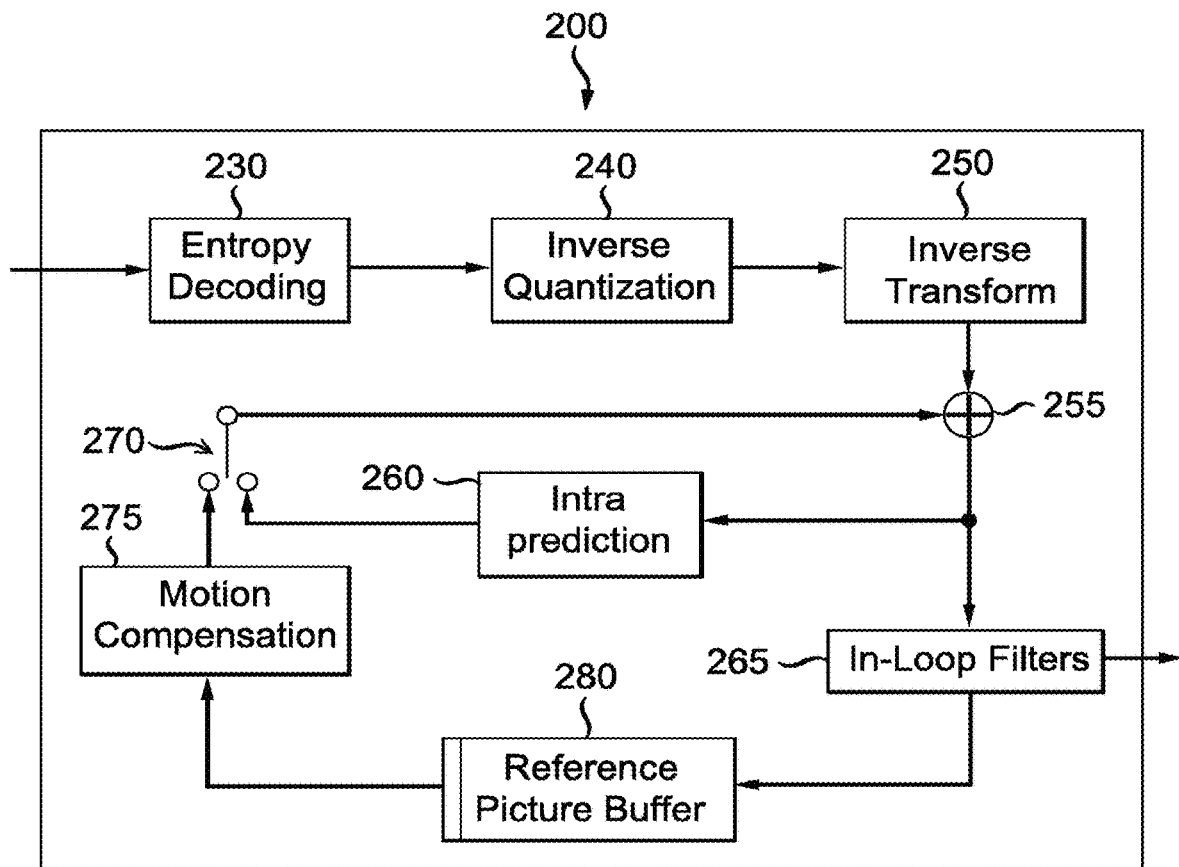 200
230
240
250
Entropy
Decoding
Inverse
Quantization
Inverse
Transform
255
270
260
Intra
prediction
275
Motion
Compensation
265
In-Loop Filters
280
Reference
Picture Buffer